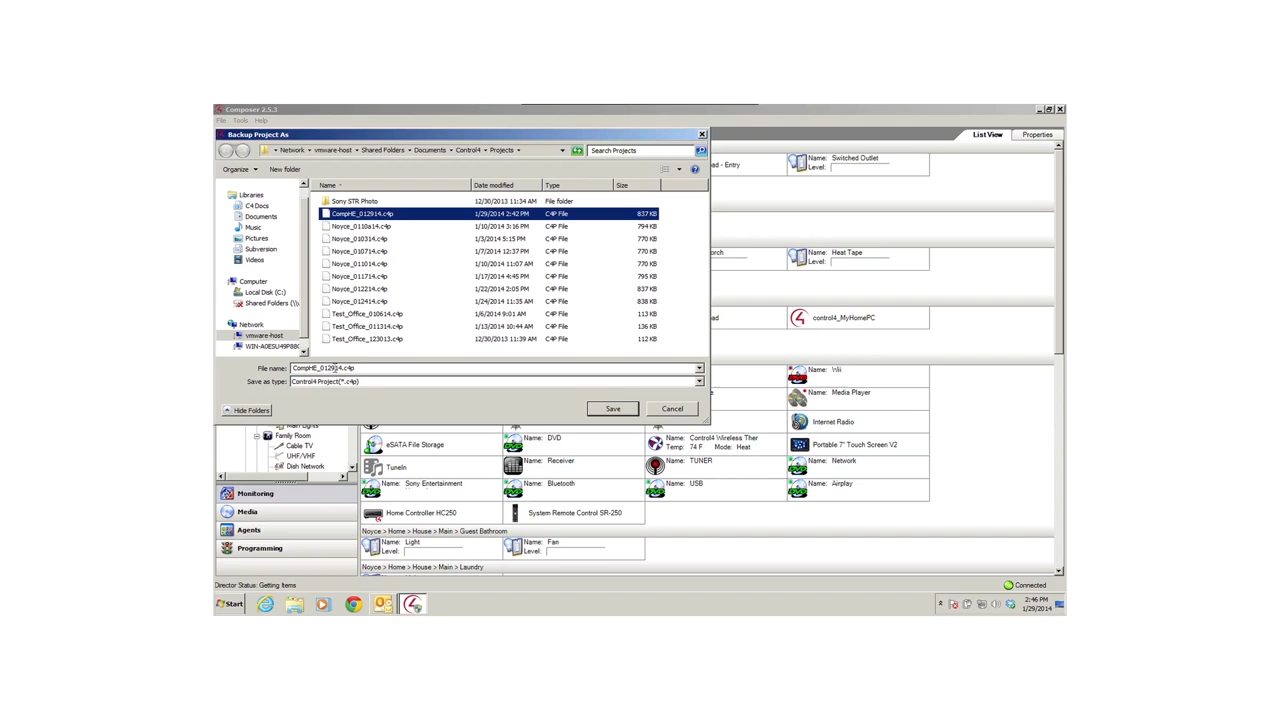 Composer 2.5.3
File Tools Help
Backup Project As
List View Properties
Network vmware-host Shared Folders Documents Control4 Projects Search Projects
Organize New folder
Name Date modified Type Size
Libraries
C4 Docs
Documents
Music
Pictures
Subversion
Videos
Computer
Local Disk (C:)
Shared Folders (\\
Network
vmware-host
WIN-A0ESU49P88
Sony STR Photo 12/30/2013 11:34 AM File folder
CompHE_012914.c4p 1/29/2014 2:42 PM C4P File 837 KB
Noyce_0110a14.c4p 1/10/2014 3:16 PM C4P File 794 KB
Noyce_010314.c4p 1/3/2014 5:15 PM C4P File 770 KB
Noyce_010714.c4p 1/7/2014 12:37 PM C4P File 770 KB
Noyce_011014.c4p 1/10/2014 11:07 AM C4P File 770 KB
Noyce_011714.c4p 1/17/2014 4:45 PM C4P File 795 KB
Noyce_012214.c4p 1/22/2014 2:05 PM C4P File 837 KB
Noyce_012414.c4p 1/24/2014 11:35 AM C4P File 838 KB
Test_Office_010614.c4p 1/6/2014 9:01 AM C4P File 113 KB
Test_Office_011314.c4p 1/13/2014 10:44 AM C4P File 136 KB
Test_Office_123013.c4p 12/30/2013 11:39 AM C4P File 112 KB
File name: CompHE_012914.c4p
Save as type: Control4 Project(*.c4p)
Hide Folders Save Cancel
ad - Entry
Name: Switched Outlet
Level:
orch
Name: Heat Tape
Level:
ad
control4_MyHomePC
Name: Wii
Name: Media Player
Internet Radio
Main Lights
Family Room
Cable TV
UHF/VHF
Dish Network
eSATA File Storage
Name: DVD
Name: Control4 Wireless Ther
Temp: 74 F Mode: Heat
Portable 7" Touch Screen V2
TuneIn
Name: Receiver
Name: TUNER
Name: Network
Name: Sony Entertainment
Name: Bluetooth
Name: USB
Name: Airplay
Home Controller HC250
System Remote Control SR-250
Noyce > Home > House > Main > Guest Bathroom
Name: Light
Level:
Name: Fan
Level:
Noyce > Home > House > Main > Laundry
Monitoring
Media
Agents
Programming
Director Status: Getting Items
Connected
Start
2:46 PM
1/29/2014